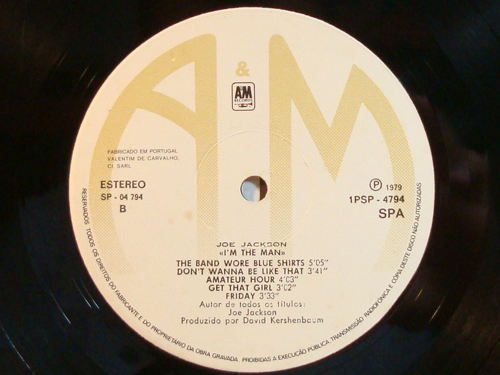 A & M
A&M
RECORDS
FABRICADO EM PORTUGAL
VALENTIM DE CARVALHO,
CI. SARL
ESTEREO
SP - 04 794
B
Ⓟ 1979
1PSP - 4794
SPA
JOE JACKSON
«I'M THE MAN»
THE BAND WORE BLUE SHIRTS 5'05"
DON'T WANNA BE LIKE THAT 3'41"
AMATEUR HOUR 4'03"
GET THAT GIRL 3'02"
FRIDAY 3'33"
Autor de todos os títulos:
Joe Jackson
Produzido por David Kershenbaum
RESERVADOS TODOS OS DIREITOS DO FABRICANTE E DO PROPRIETÁRIO DA OBRA GRAVADA. PROIBIDAS A EXECUÇÃO PÚBLICA, TRANSMISSÃO RADIOFÓNICA E CÓPIA DESTE DISCO NÃO AUTORIZADAS